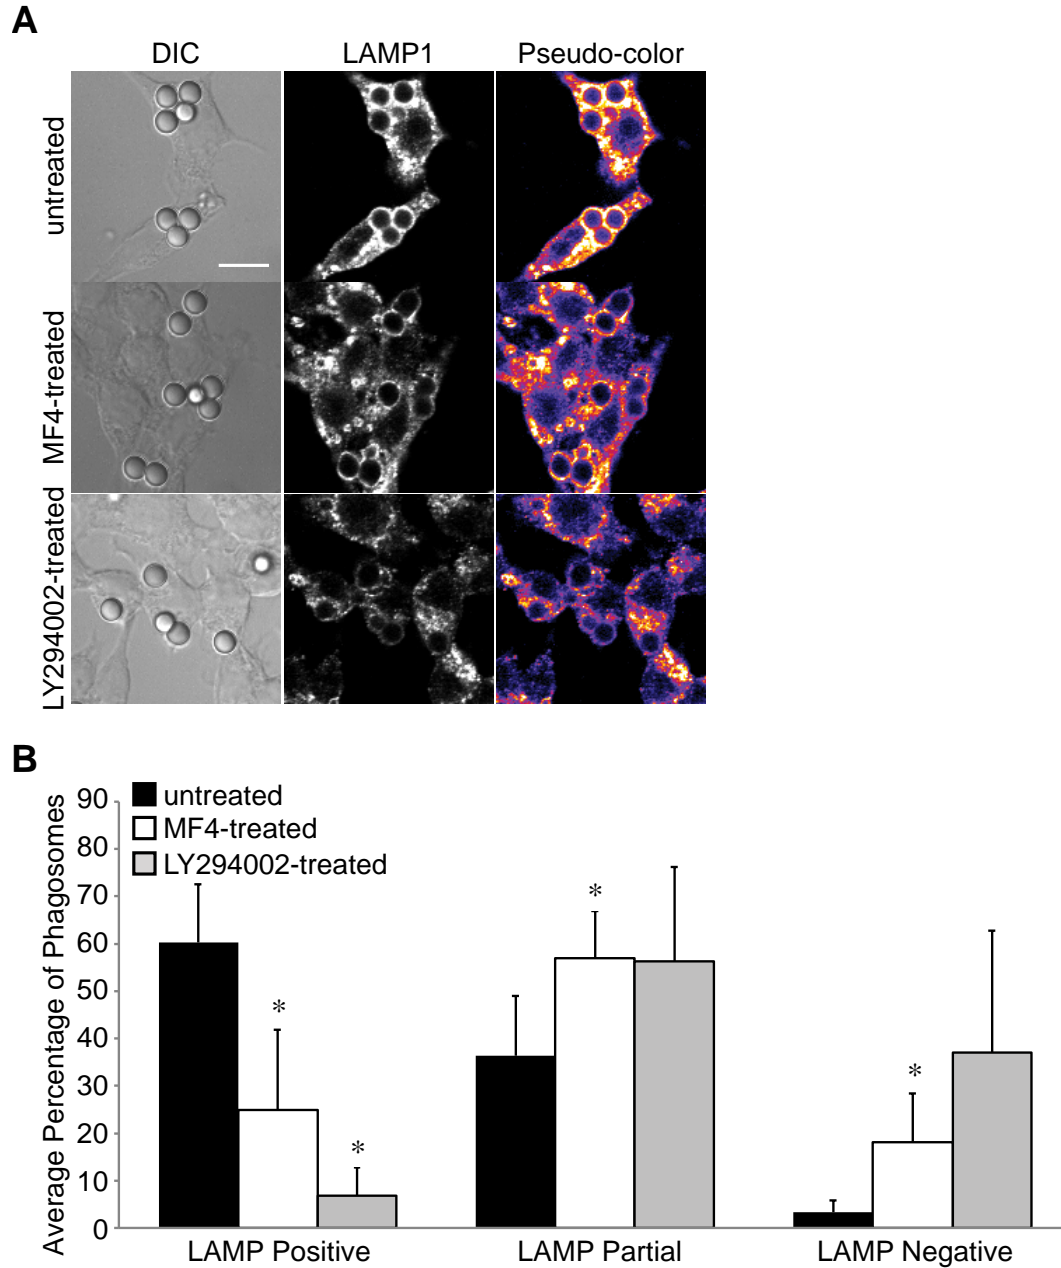 A
DIC LAMP1 Pseudo-color
untreated
MF4-treated
LY294002-treated
B
Average Percentage of Phagosomes
90
80
70
60
50
40
30
20
10
0
untreated
MF4-treated
LY294002-treated
*
*
*
*
LAMP Positive LAMP Partial LAMP Negative